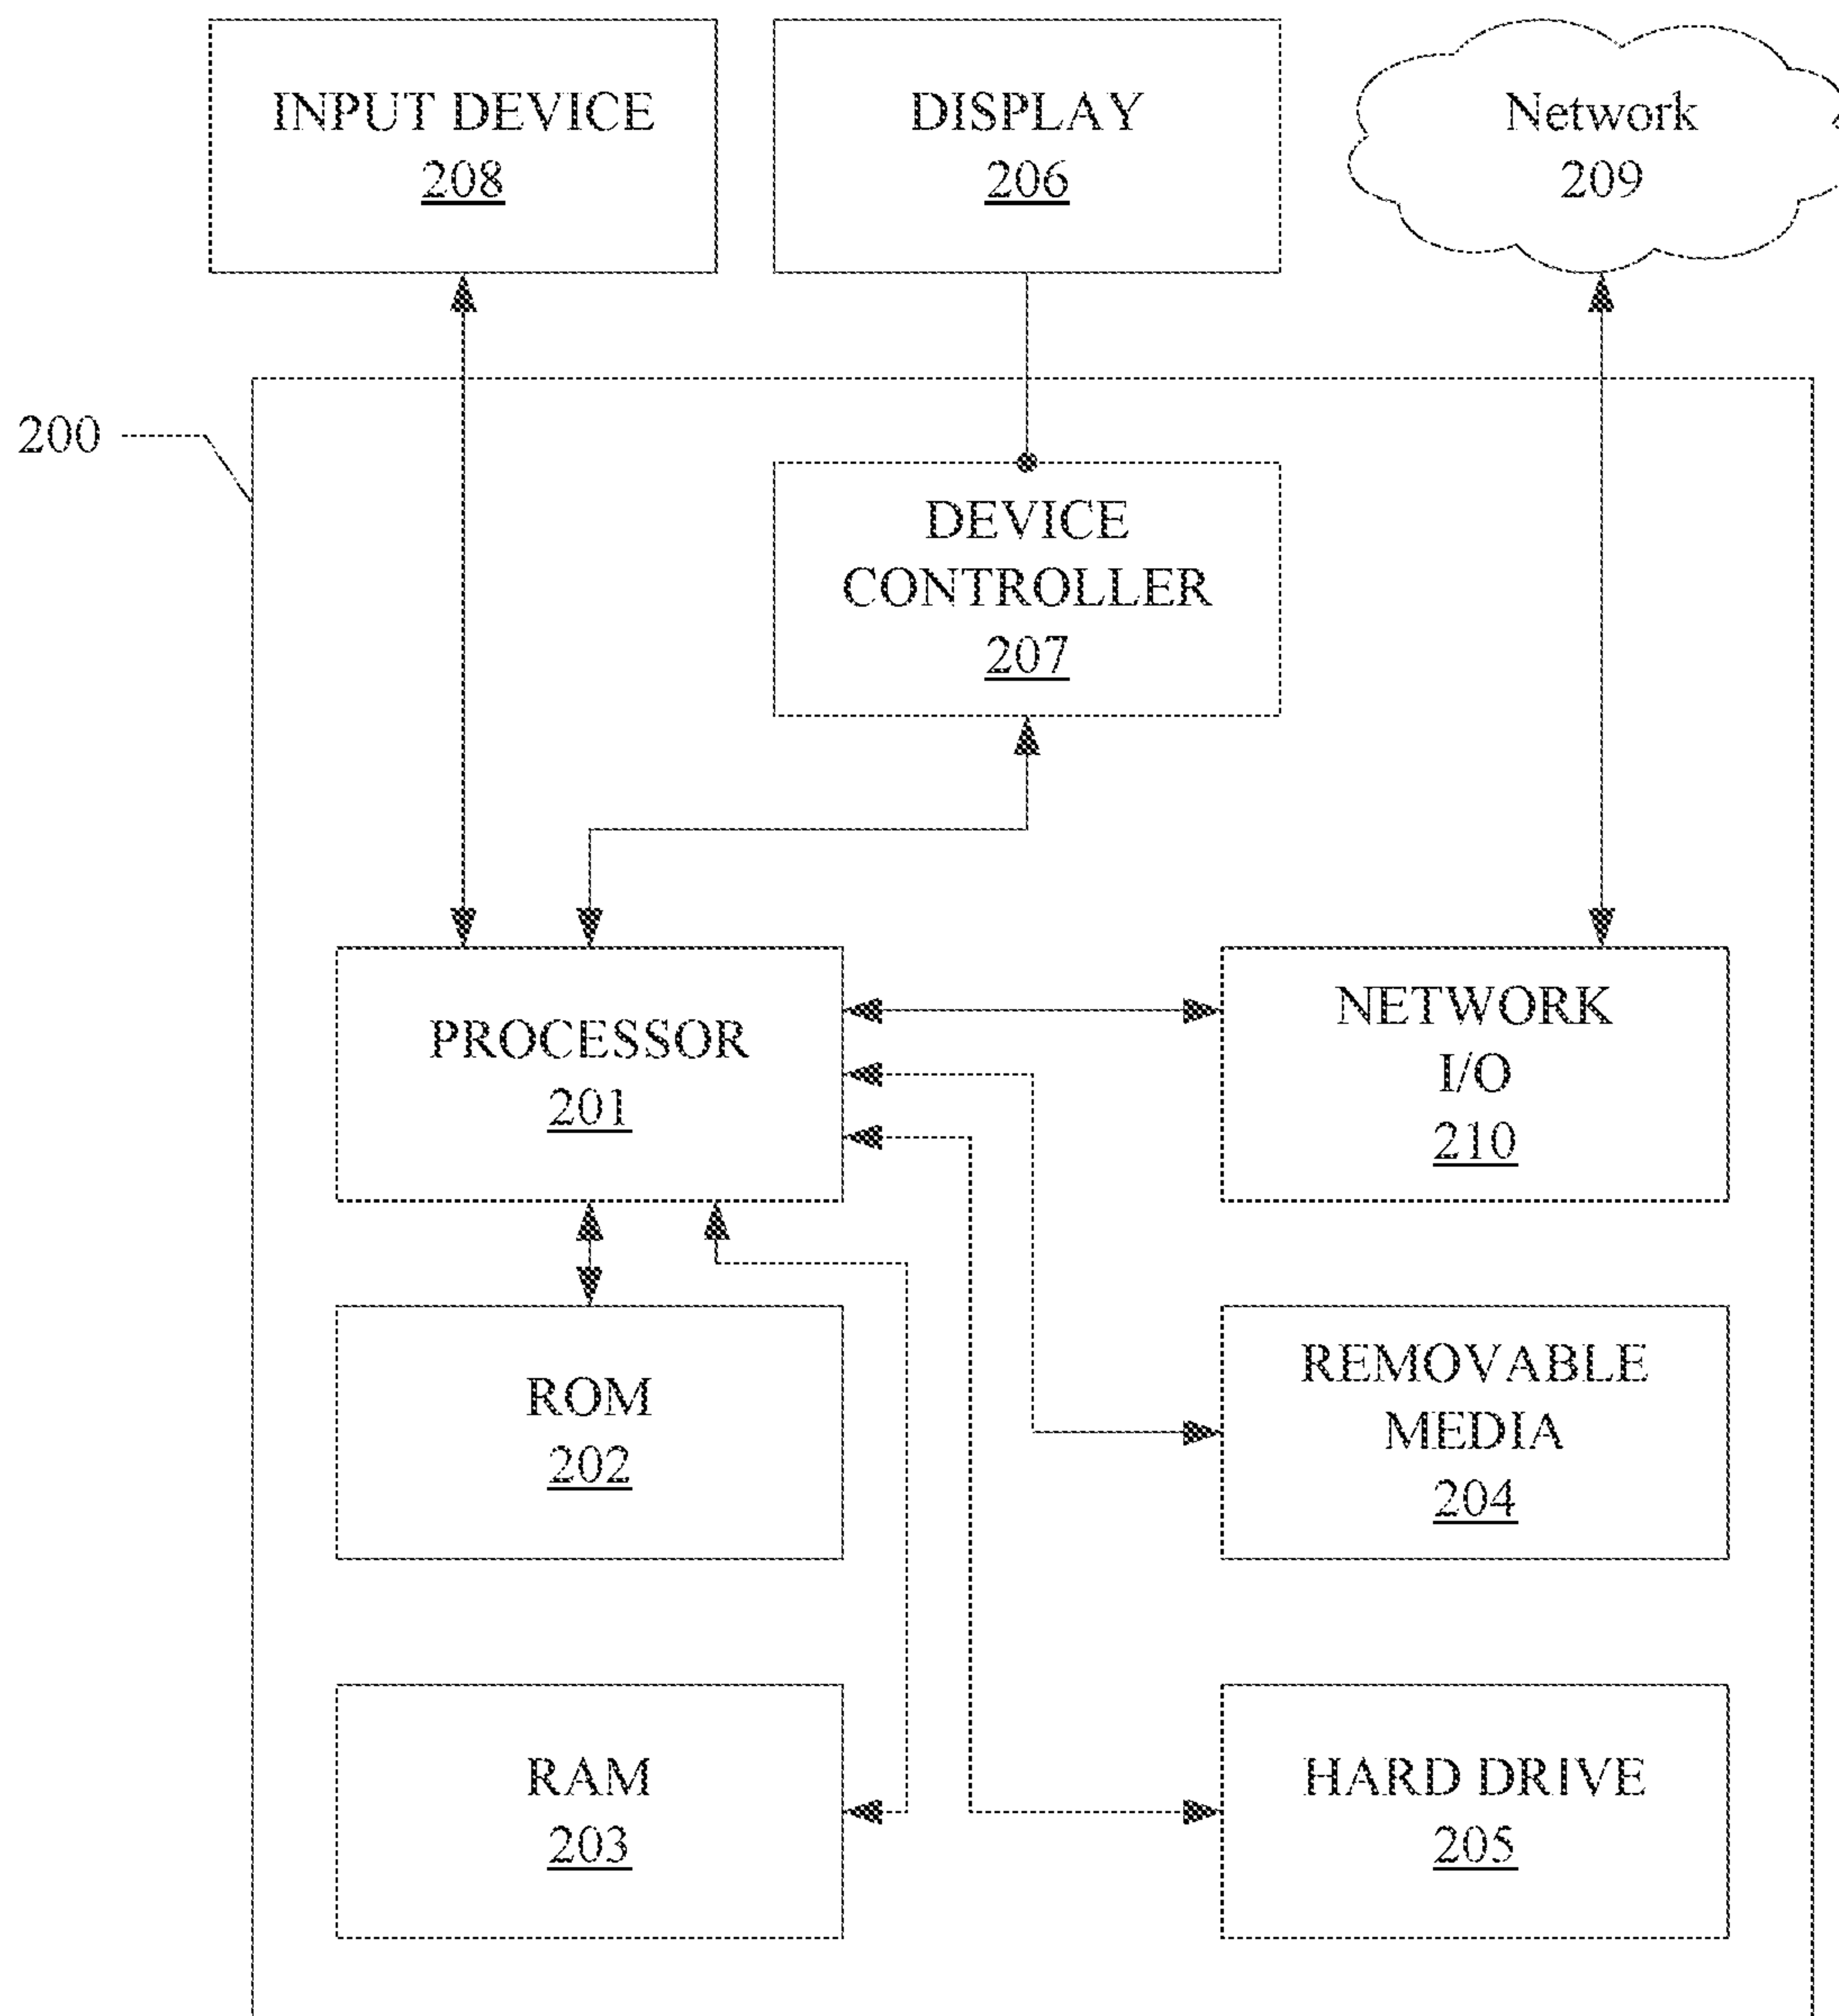 INPUT DEVICE
208
DISPLAY
206
Network
209
200
DEVICE
CONTROLLER
207
PROCESSOR
201
NETWORK
I/O
210
ROM
202
REMOVABLE
MEDIA
204
RAM
203
HARD DRIVE
205